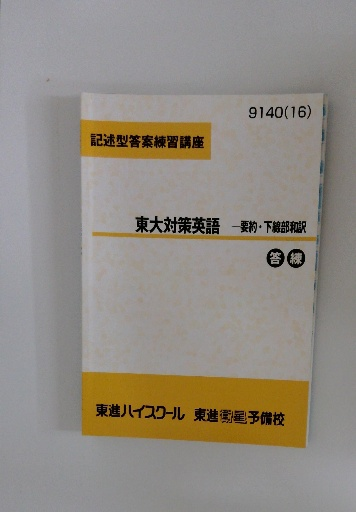 9140(16)
記述型答案練習講座
東大対策英語 ―要約・下線部和訳
答練
東進ハイスクール 東進衛星予備校